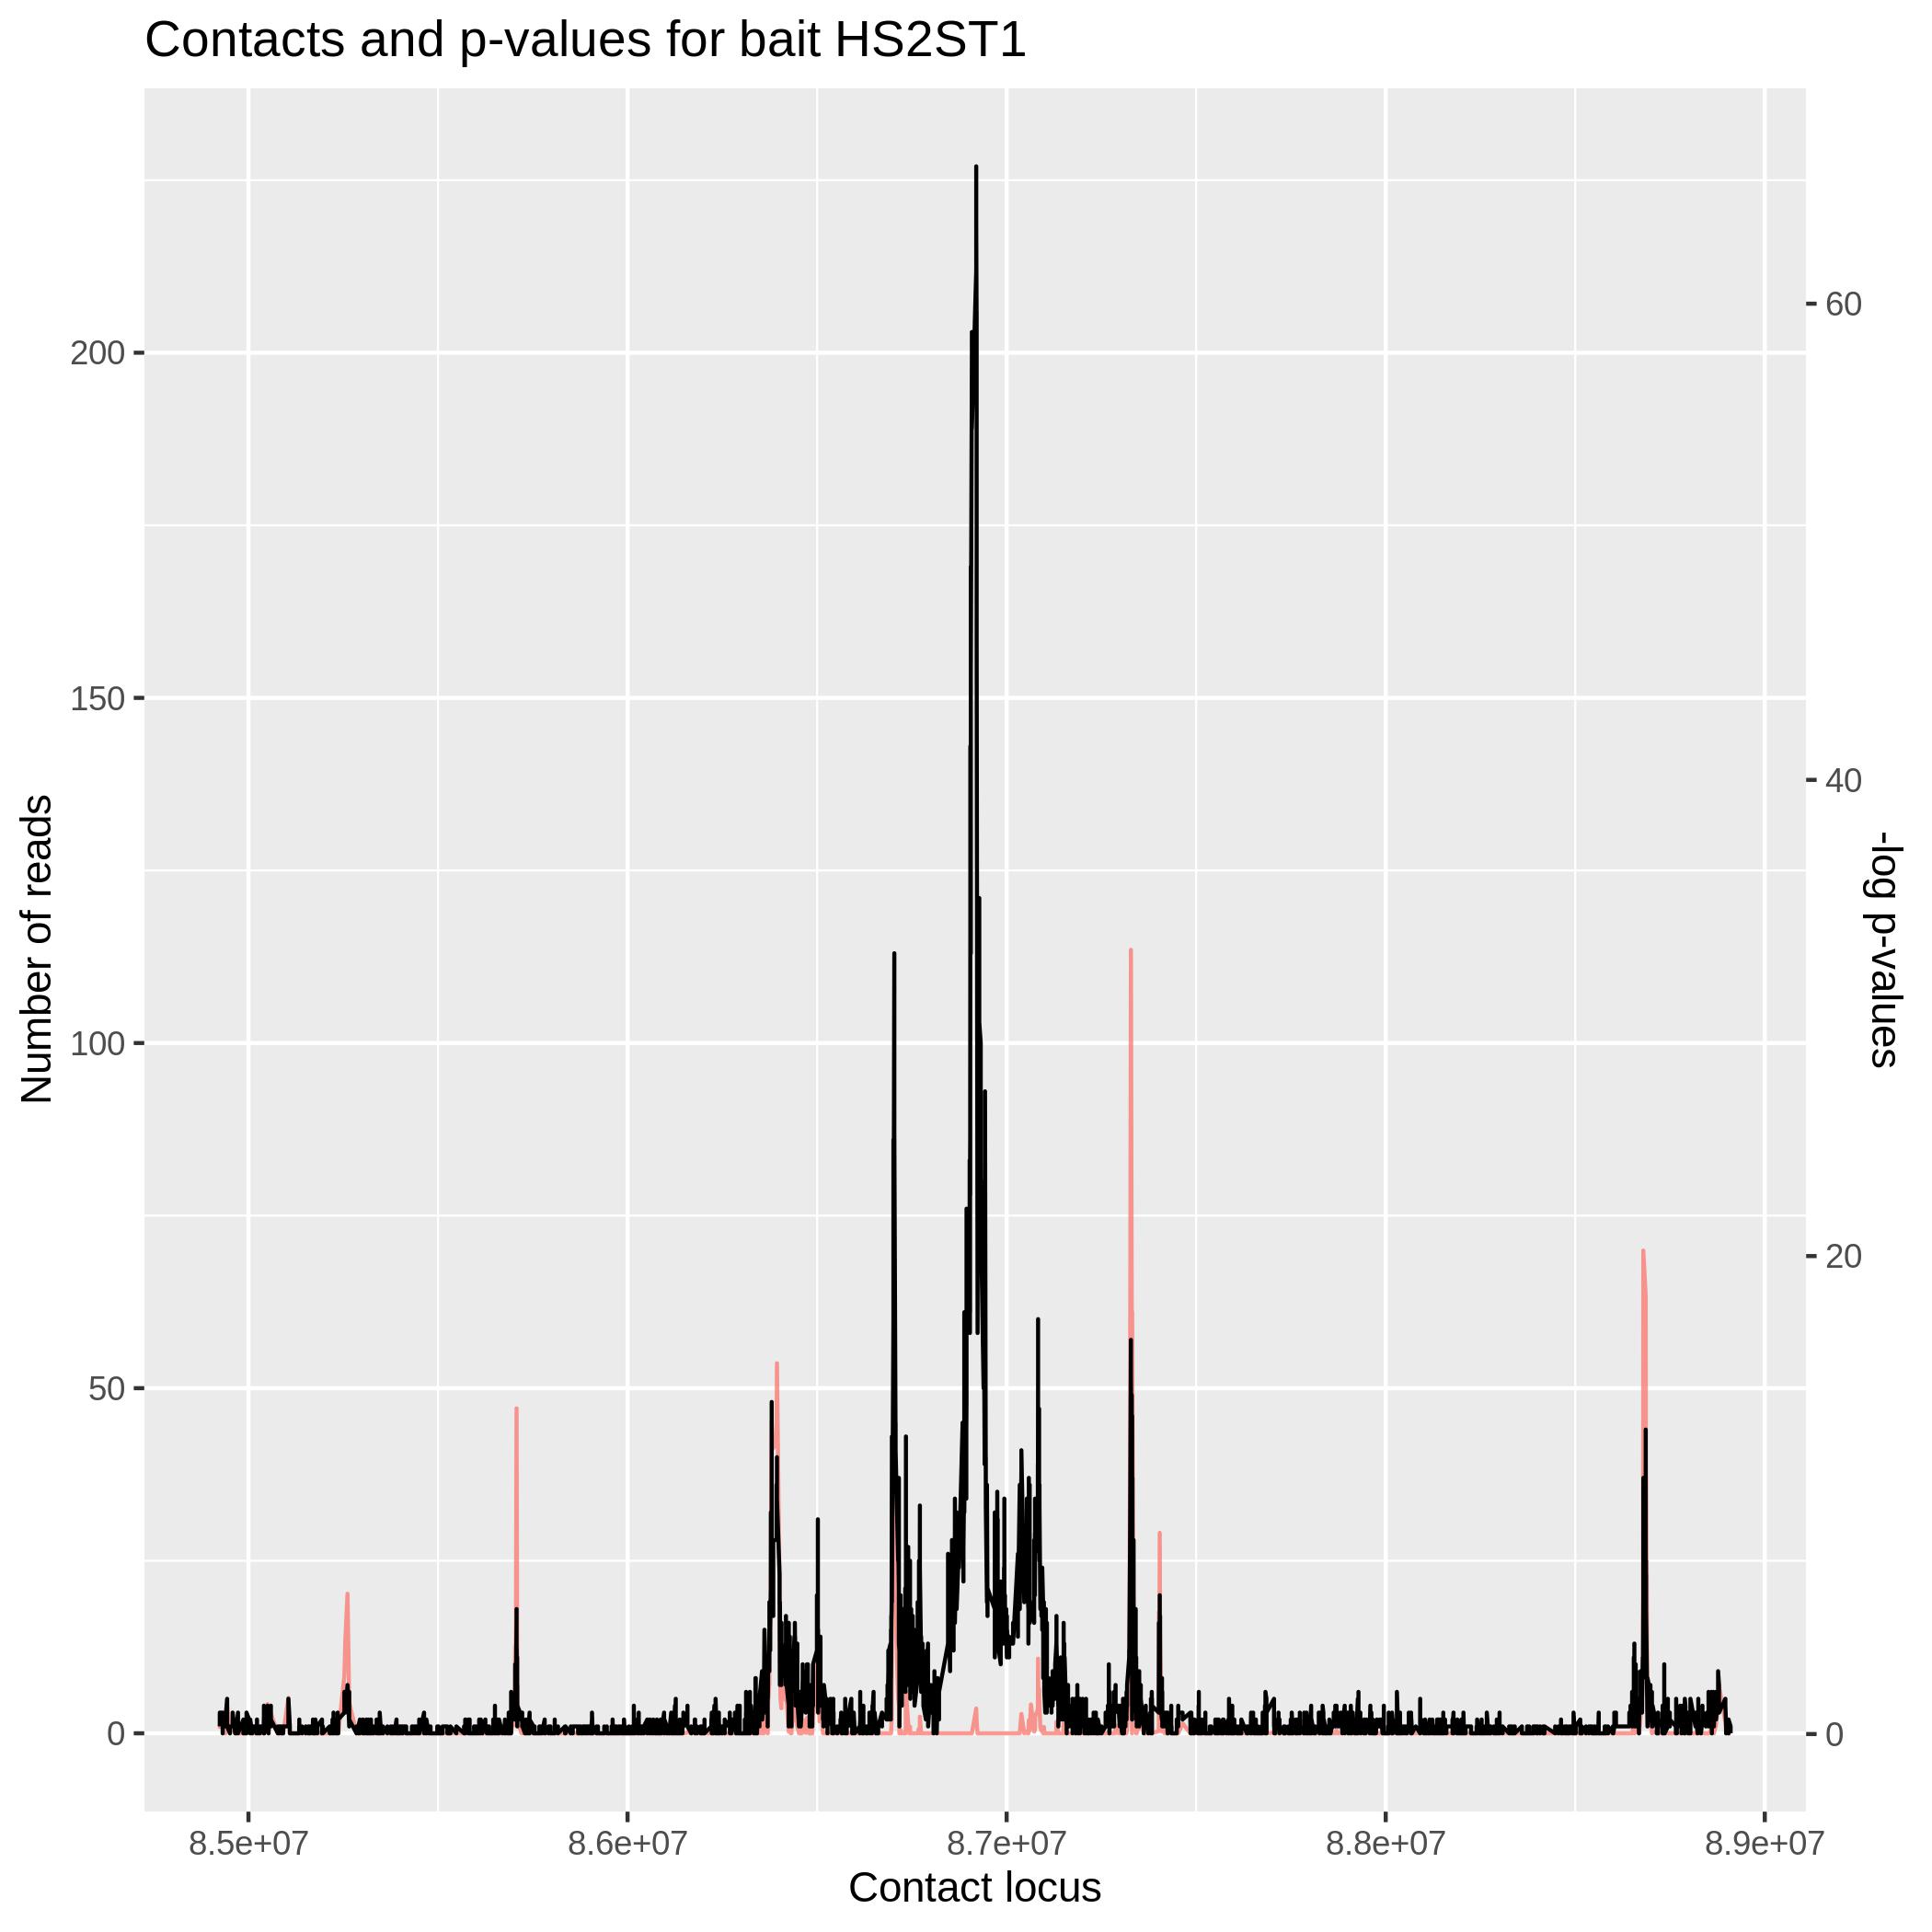 Contacts and p-values for bait HS2ST1
Number of reads
200
150
100
50
0
60
40
20
0
-log p-values
8.5e+07 8.6e+07 8.7e+07 8.8e+07 8.9e+07
Contact locus